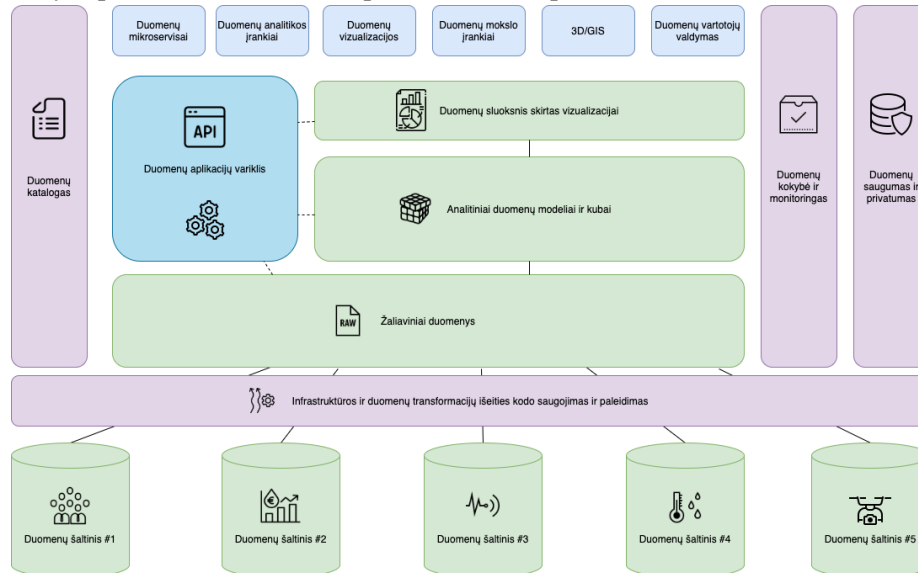 Duomenų
mikroservisai
Duomenų analitikos
įrankiai
Duomenų
vizualizacijos
Duomenų mokslo
įrankiai
3D/GIS
Duomenų vartotojų
valdymas
Duomenų
katalogas
API
Duomenų aplikacijų variklis
Duomenų sluoksnis skirtas vizualizacijai
Analitiniai duomenų modeliai ir kubai
Duomenų
kokybė ir
monitoringas
Duomenų
saugumas ir
privatumas
RAW
Žaliaviniai duomenys
Infrastruktūros ir duomenų transformacijų išeities kodo saugojimas ir paleidimas
Duomenų šaltinis #1
Duomenų šaltinis #2
Duomenų šaltinis #3
Duomenų šaltinis #4
Duomenų šaltinis #5